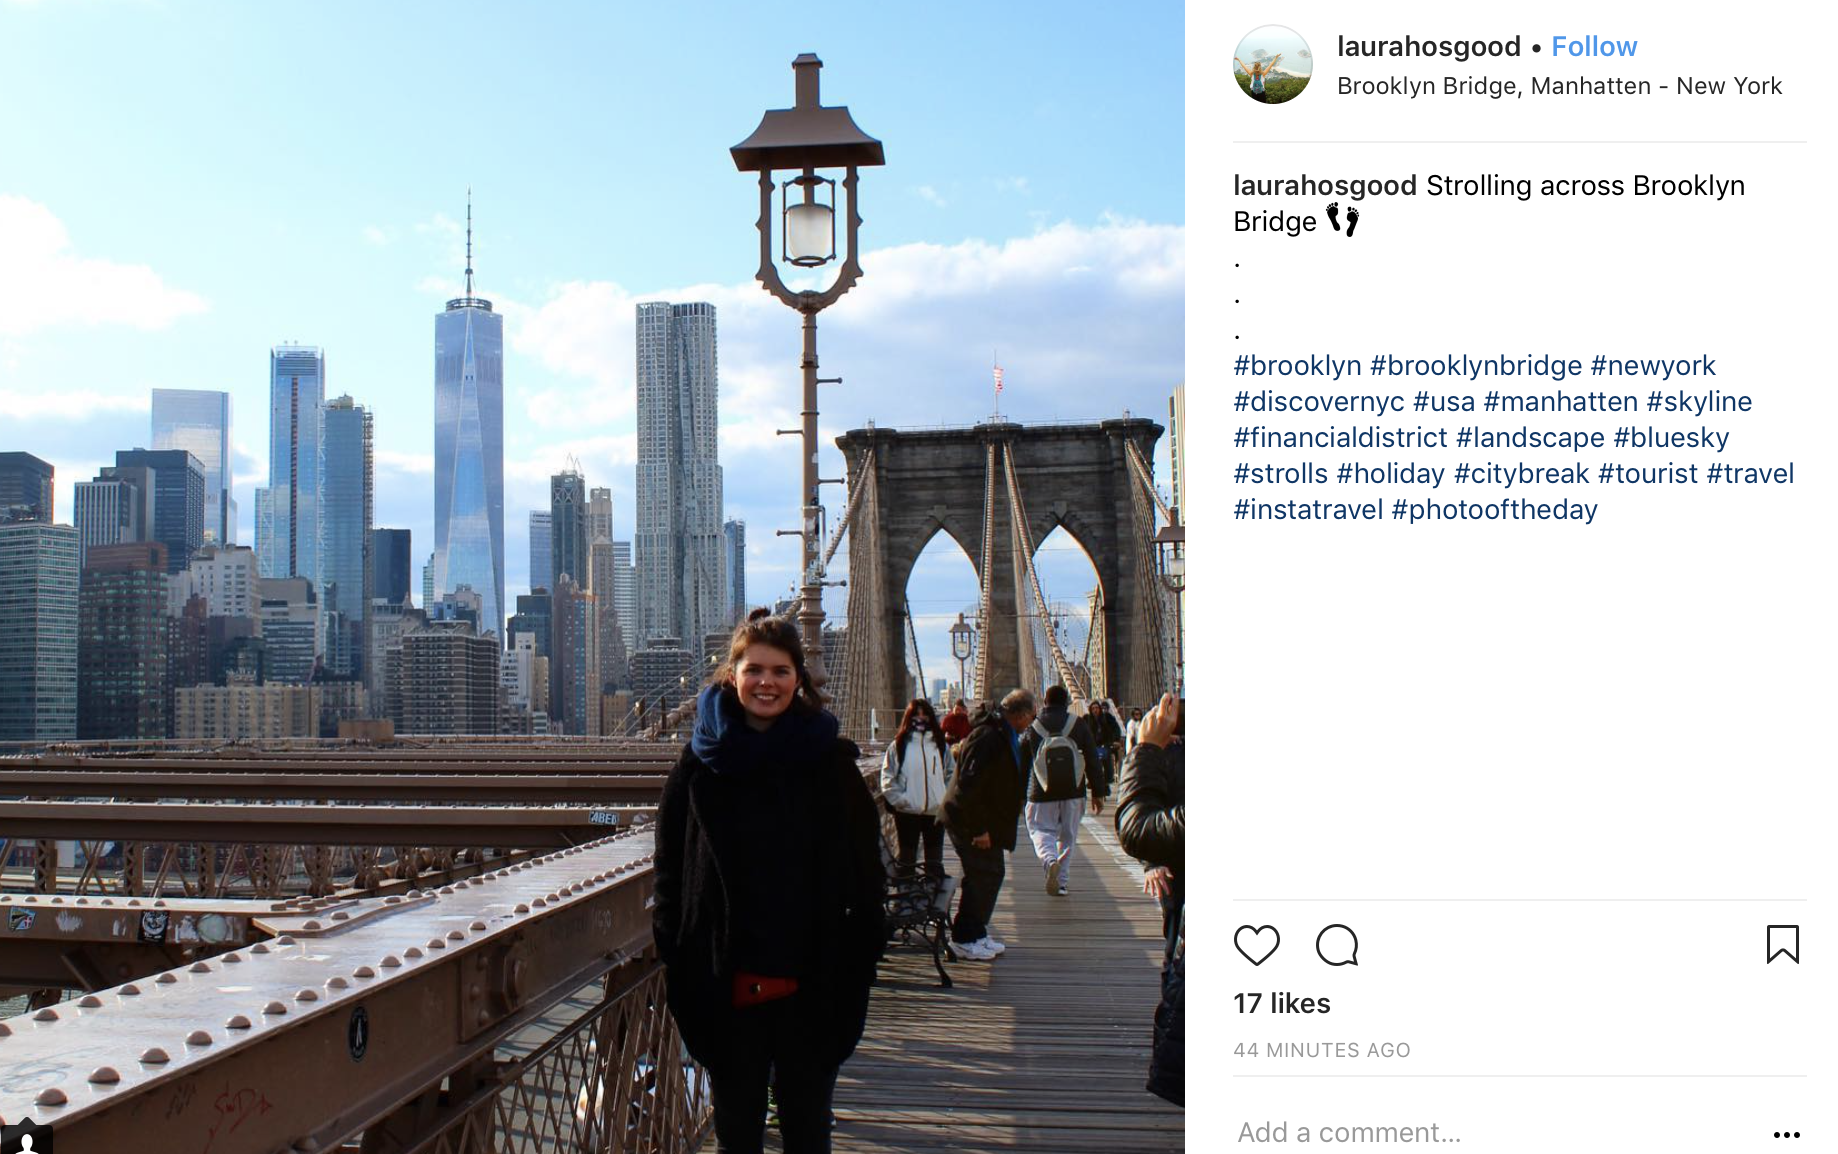 laurahosgood • Follow
Brooklyn Bridge, Manhatten - New York
laurahosgood Strolling across Brooklyn
Bridge 👣
.
.
.
#brooklyn #brooklynbridge #newyork
#discovernyc #usa #manhatten #skyline
#financialdistrict #landscape #bluesky
#strolls #holiday #citybreak #tourist #travel
#instatravel #photooftheday
17 likes
44 MINUTES AGO
Add a comment...